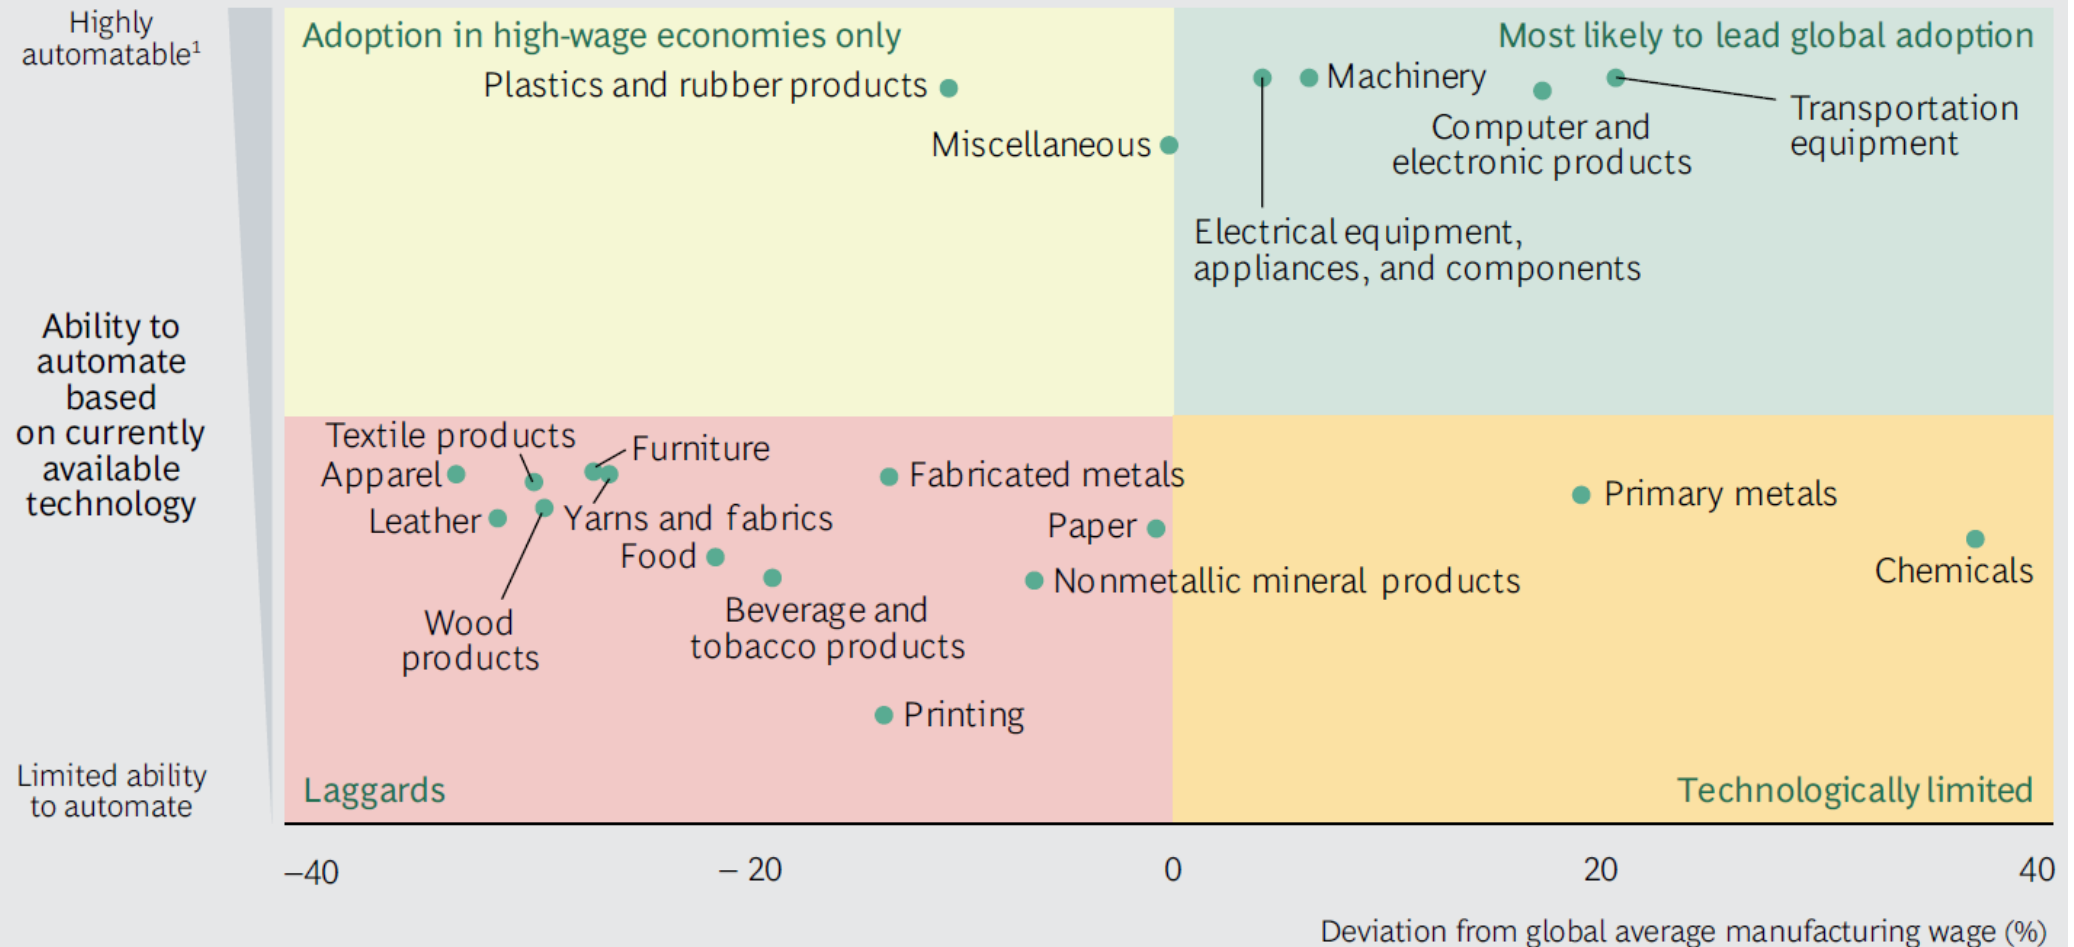 Highly
automatable¹
Adoption in high-wage economies only
Most likely to lead global adoption
Plastics and rubber products
Machinery
Transportation
equipment
Computer and
electronic products
Miscellaneous
Electrical equipment,
appliances, and components
Ability to
automate
based
on currently
available
technology
Textile products
Furniture
Apparel
Fabricated metals
Primary metals
Leather
Yarns and fabrics
Paper
Food
Chemicals
Nonmetallic mineral products
Beverage and
tobacco products
Wood
products
Printing
Limited ability
to automate
Laggards
Technologically limited
–40
– 20
0
20
40
Deviation from global average manufacturing wage (%)